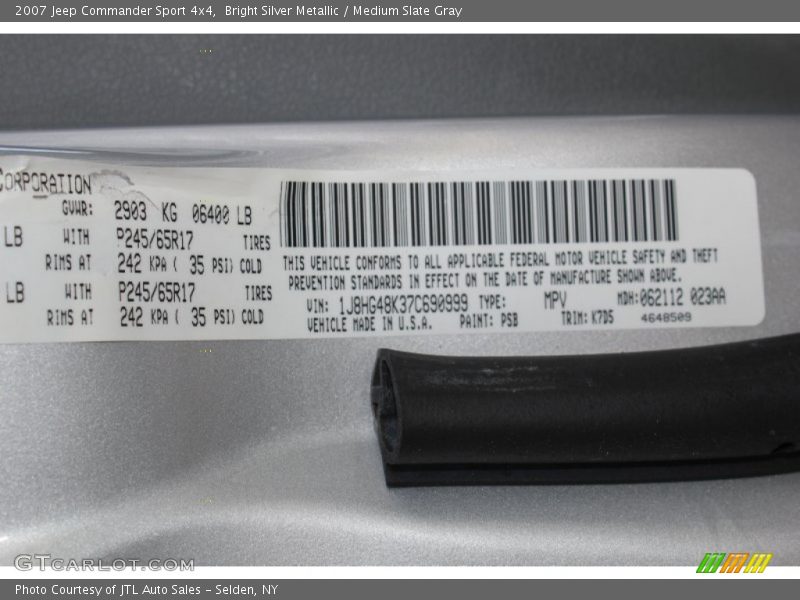 2007 Jeep Commander Sport 4x4,  Bright Silver Metallic / Medium Slate Gray
CORPORATION
GVWR: 2903 KG 06400 LB
LB WITH P245/65R17 TIRES
RIMS AT 242 KPA ( 35 PSI) COLD
LB WITH P245/65R17 TIRES
RIMS AT 242 KPA ( 35 PSI) COLD
THIS VEHICLE CONFORMS TO ALL APPLICABLE FEDERAL MOTOR VEHICLE SAFETY AND THEFT
PREVENTION STANDARDS IN EFFECT ON THE DATE OF MANUFACTURE SHOWN ABOVE.
VIN: 1J8HG48K37C690999 TYPE: MPV MDH:062112 023AA
VEHICLE MADE IN U.S.A. PAINT: PSB TRIM: K7D5 4648509
GTCARLOT.COM
Photo Courtesy of JTL Auto Sales - Selden, NY